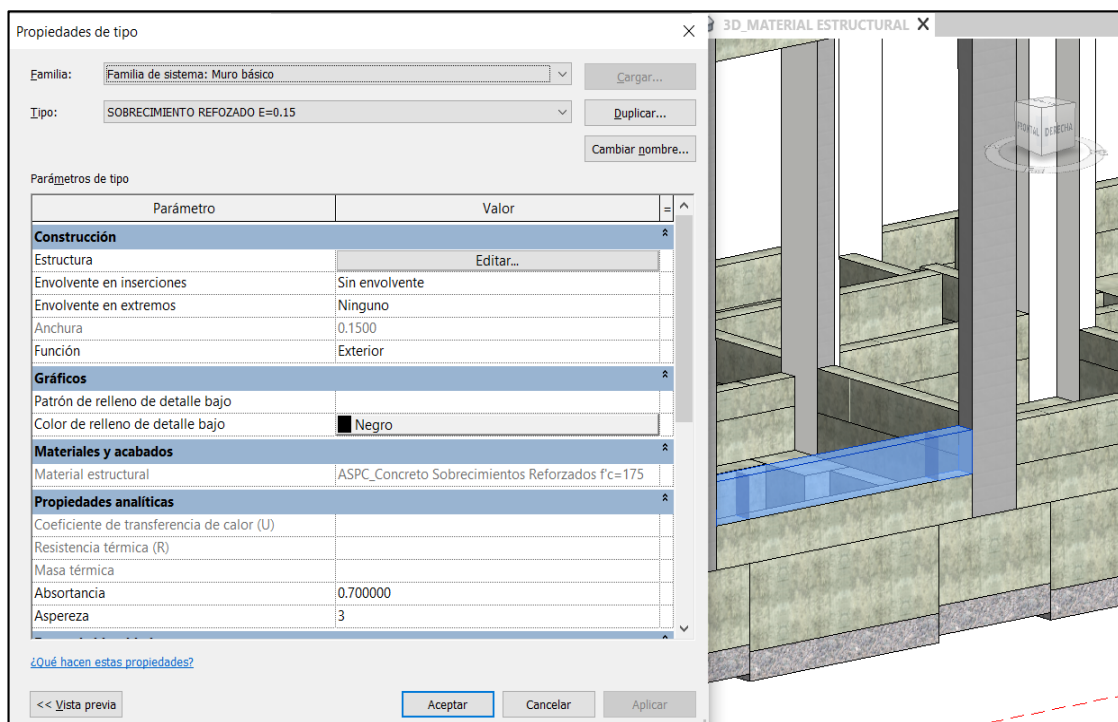 Propiedades de tipo
3D_MATERIAL ESTRUCTURAL
Familia: Familia de sistema: Muro básico Cargar...
Tipo: SOBRECIMIENTO REFOZADO E=0.15 Duplicar...
Cambiar nombre...
Parámetros de tipo
Parámetro Valor =
Construcción
Estructura Editar...
Envolvente en inserciones Sin envolvente
Envolvente en extremos Ninguno
Anchura 0.1500
Función Exterior
Gráficos
Patrón de relleno de detalle bajo
Color de relleno de detalle bajo Negro
Materiales y acabados
Material estructural ASPC_Concreto Sobrecimientos Reforzados f'c=175
Propiedades analíticas
Coeficiente de transferencia de calor (U)
Resistencia térmica (R)
Masa térmica
Absortancia 0.700000
Aspereza 3
¿Qué hacen estas propiedades?
<< Vista previa Aceptar Cancelar Aplicar
FRONTAL DERECHA